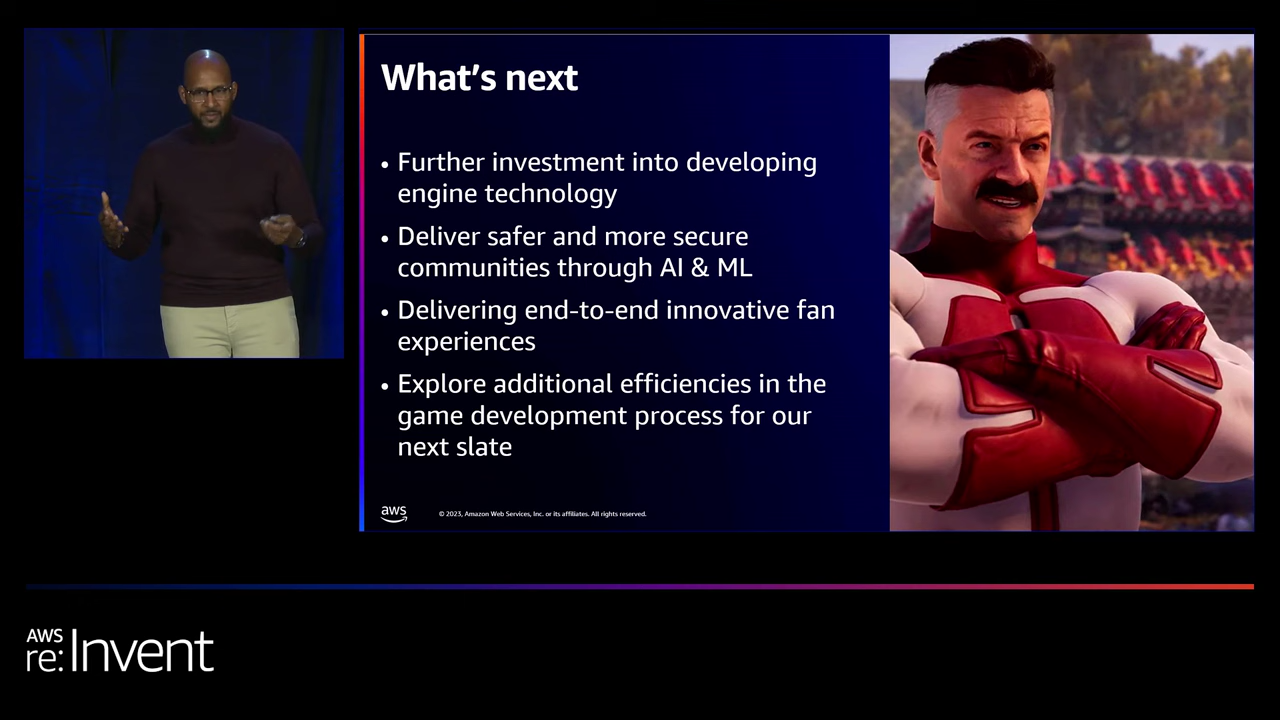 What's next
• Further investment into developing
engine technology
• Deliver safer and more secure
communities through AI & ML
• Delivering end-to-end innovative fan
experiences
• Explore additional efficiencies in the
game development process for our
next slate
aws
© 2023, Amazon Web Services, Inc. or its affiliates. All rights reserved.
AWS
re:Invent